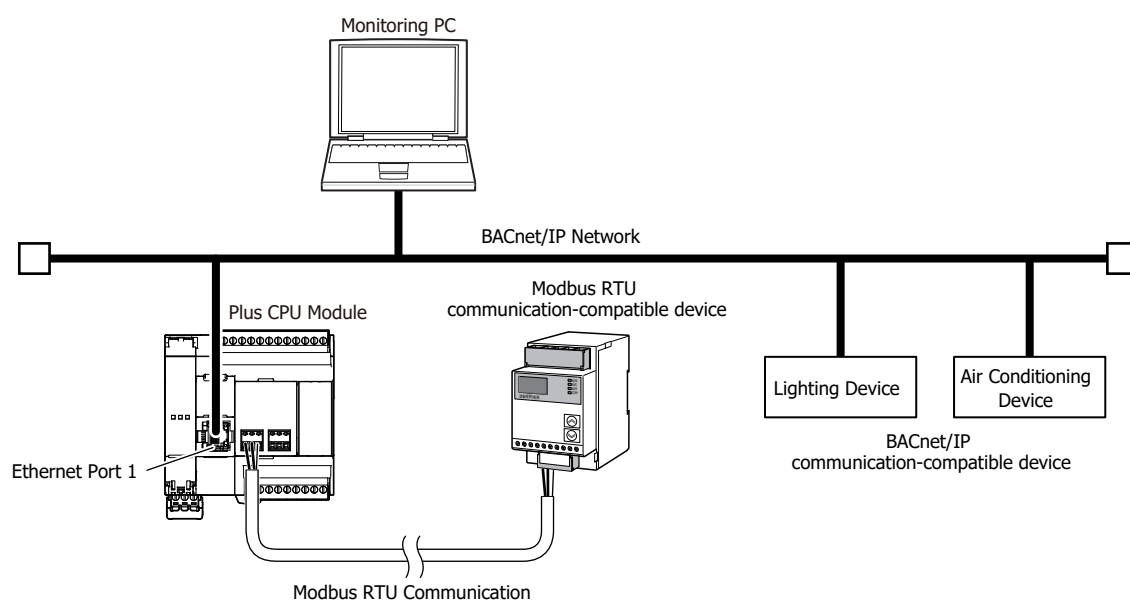 Monitoring PC
BACnet/IP Network
Modbus RTU
communication-compatible device
Plus CPU Module
Lighting Device
Air Conditioning
Device
BACnet/IP
communication-compatible device
Ethernet Port 1
Modbus RTU Communication